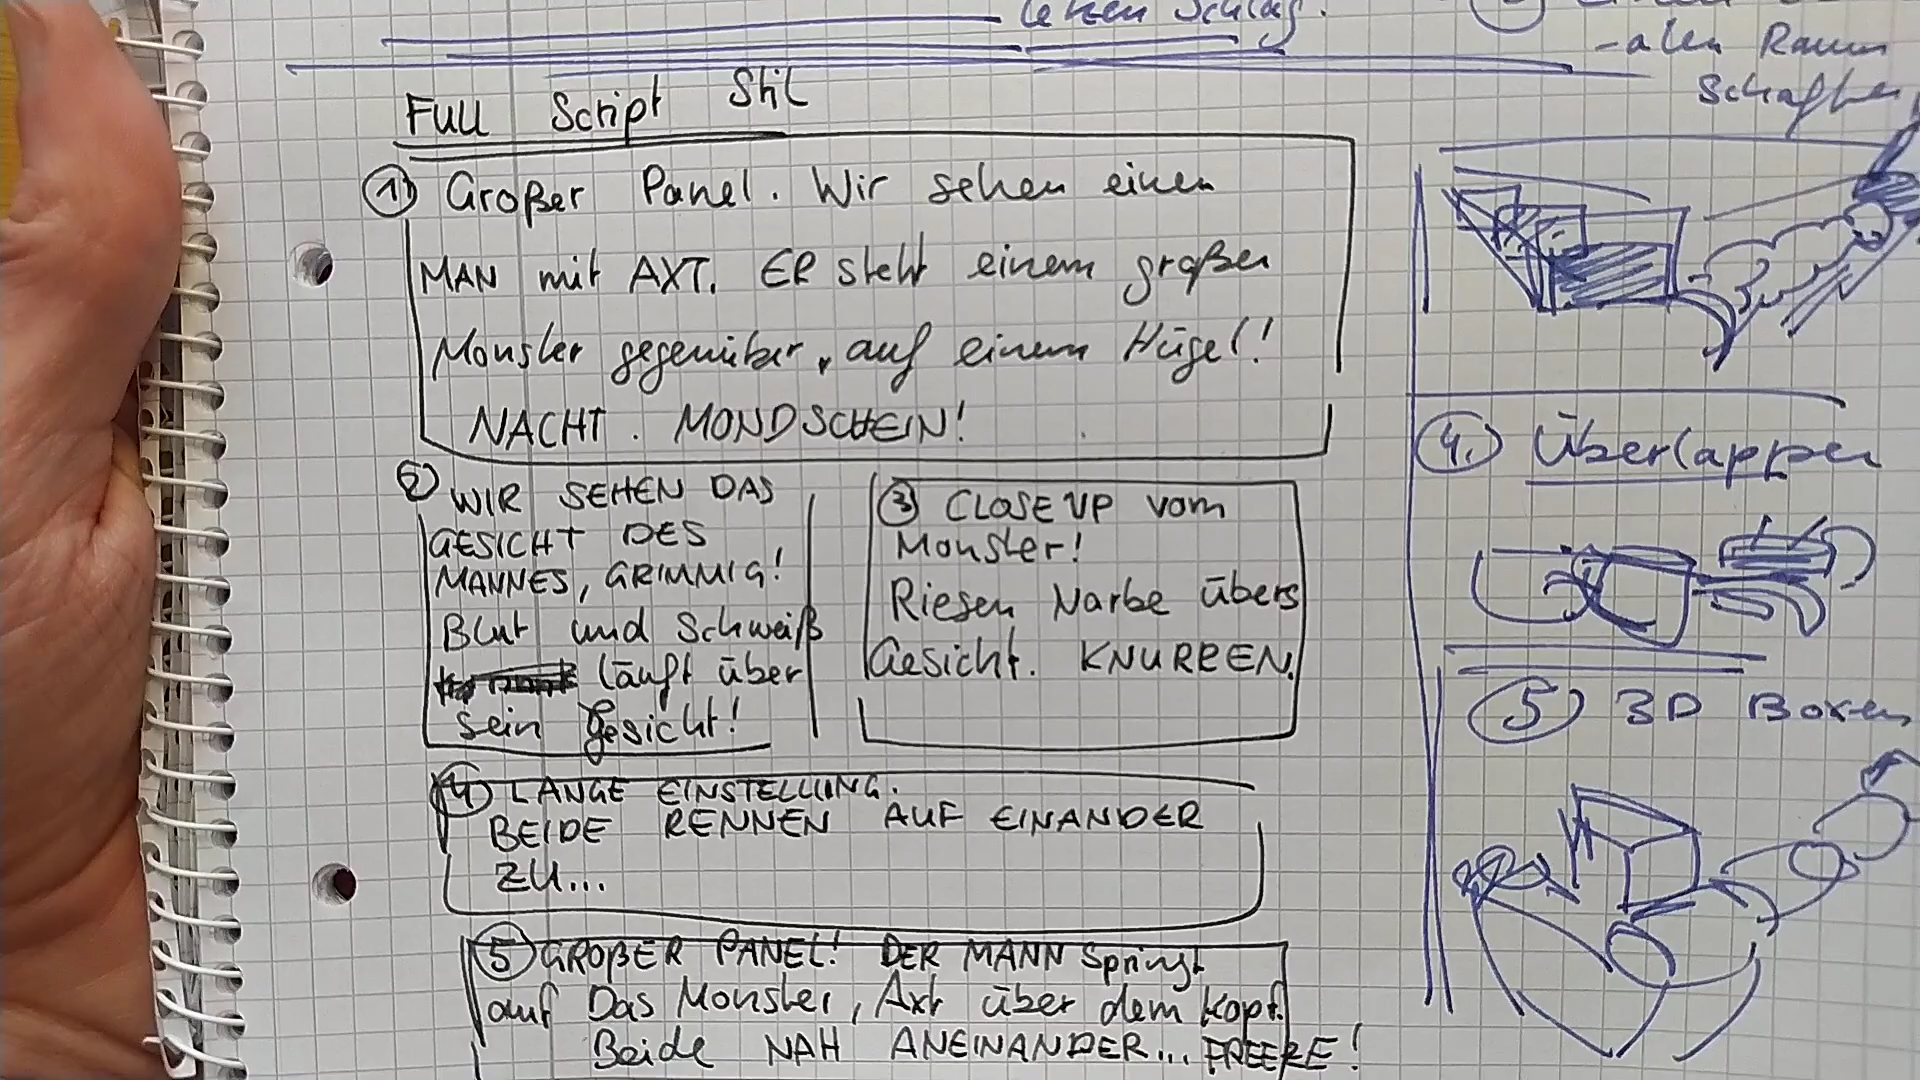 letzen Schlag.
Full Script Stil
1) Großer Panel. Wir sehen einen
MAN mit AXT. ER steht einem großen
Monster gegenüber, auf einem Hügel!
NACHT. MONDSCHEIN!
2) WIR SEHEN DAS
GESICHT DES
MANNES, GRIMMIG!
Blut und Schweiß
läuft über
sein Gesicht!
3) CLOSE UP vom
Monster!
Riesen Narbe übers
Gesicht. KNURREN.
4) LANGE EINSTELLUNG.
BEIDE RENNEN AUF EINANDER
ZU...
5) GROßER PANEL! DER MANN Springt
auf Das Monster, Axt über dem Kopf.
Beide NAH ANEINANDER... FREEZE!
Raum
schaffen
4.) Überlappen
5) 3D Boxen